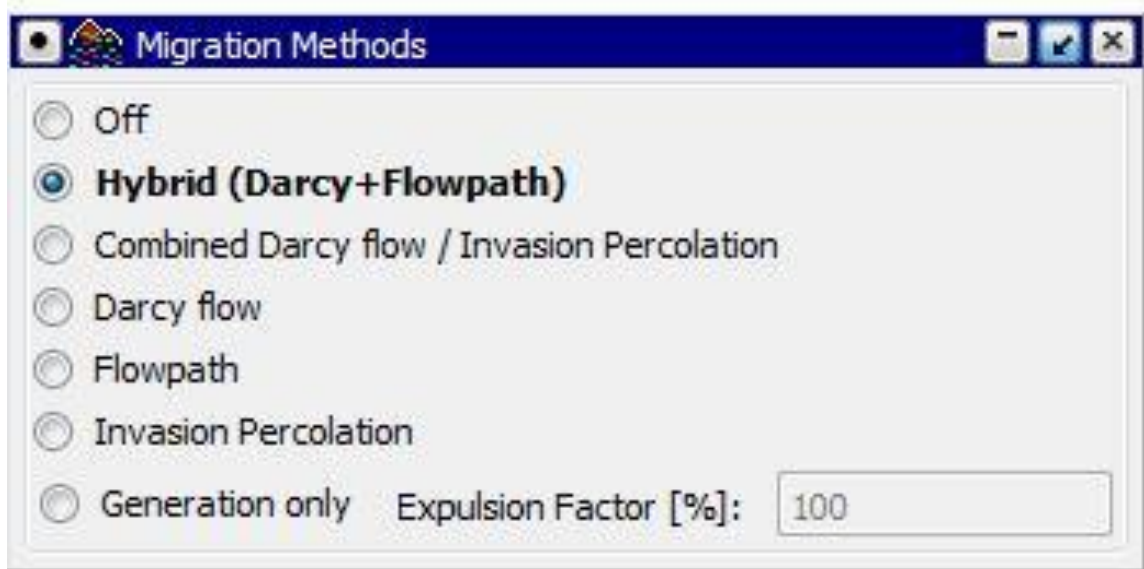 Migration Methods
Off
Hybrid (Darcy+Flowpath)
Combined Darcy flow / Invasion Percolation
Darcy flow
Flowpath
Invasion Percolation
Generation only Expulsion Factor [%]: 100